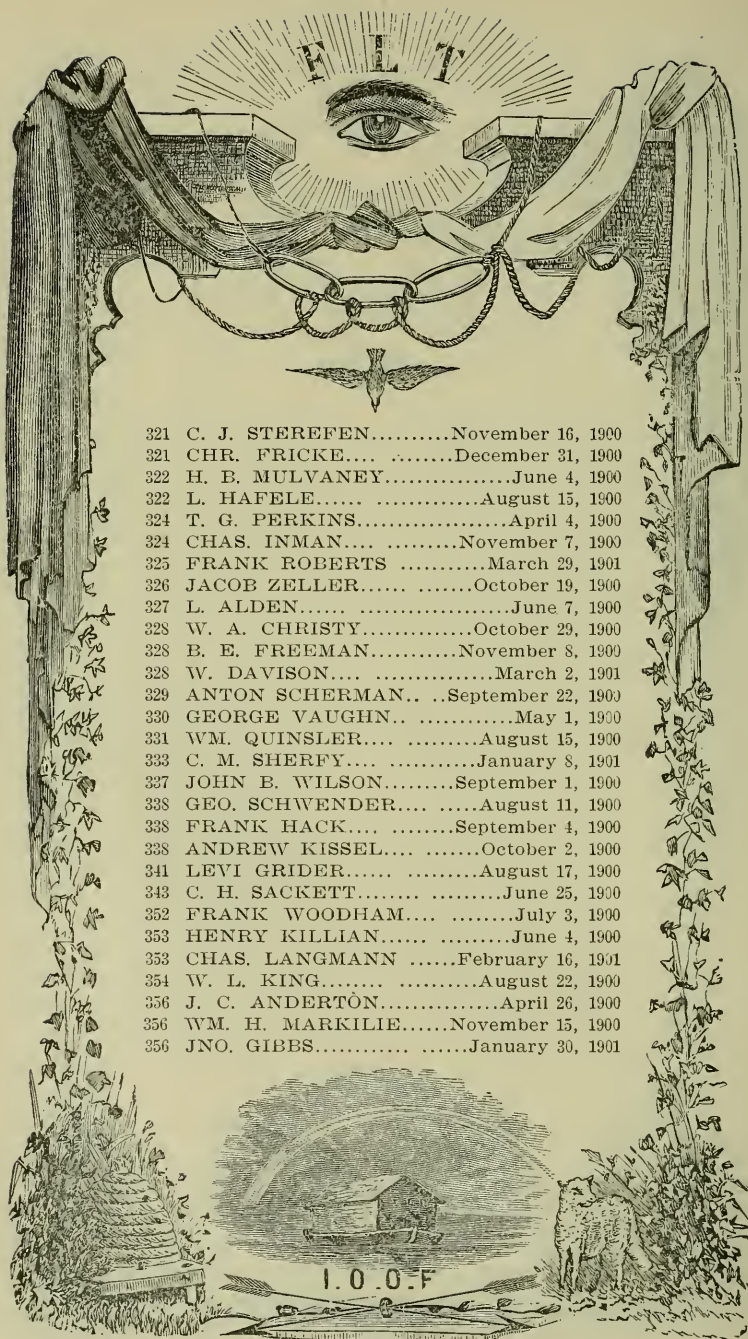 F L T
321 C. J. STEREFEN..........November 16, 1900
321 CHR. FRICKE.... ........December 31, 1900
322 H. B. MULVANEY...............June 4, 1900
322 L. HAFELE...... .............August 15, 1900
324 T. G. PERKINS...................April 4, 1900
324 CHAS. INMAN.... .........November 7, 1900
325 FRANK ROBERTS ...........March 29, 1901
326 JACOB ZELLER...... ........October 19, 1900
327 L. ALDEN...... ..................June 7, 1900
328 W. A. CHRISTY..............October 29, 1900
328 B. E. FREEMAN...........November 8, 1900
328 W. DAVISON.... ...............March 2, 1901
329 ANTON SCHERMAN.. ..September 22, 1900
330 GEORGE VAUGHN.. ............May 1, 1900
331 WM. QUINSLER.... .........August 15, 1900
333 C. M. SHERFY.... ..........January 8, 1901
337 JOHN B. WILSON..........September 1, 1900
338 GEO. SCHWENDER.... .....August 11, 1900
338 FRANK HACK.... ........September 4, 1900
338 ANDREW KISSEL.... .......October 2, 1900
341 LEVI GRIDER...... .........August 17, 1900
343 C. H. SACKETT........ .........June 25, 1900
352 FRANK WOODHAM.... .........July 3, 1900
353 HENRY KILLIAN...... .........June 4, 1900
353 CHAS. LANGMANN ......February 16, 1901
354 W. L. KING........ .........August 22, 1900
356 J. C. ANDERTON..............April 26, 1900
356 WM. H. MARKILIE......November 15, 1900
356 JNO. GIBBS............ ......January 30, 1901
I.O.O.F